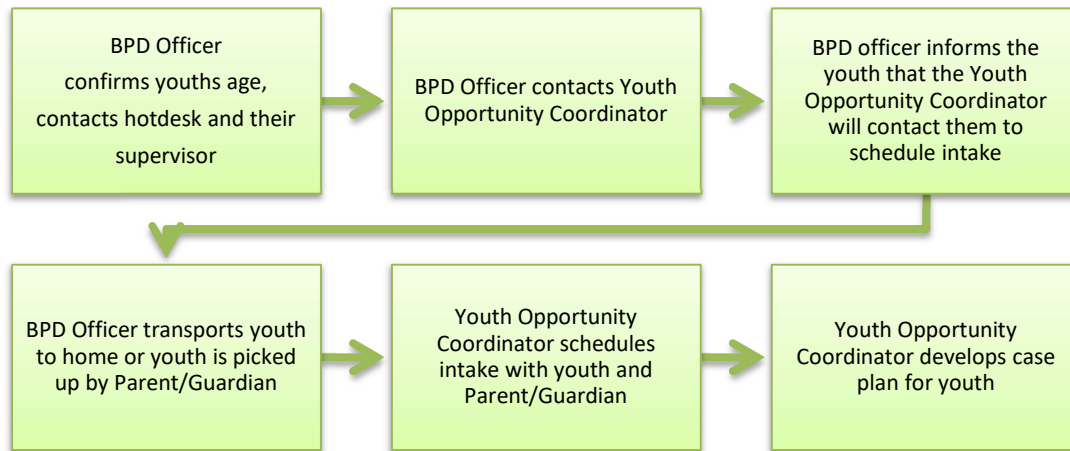 BPD Officer
confirms youths age,
contacts hotdesk and their
supervisor
BPD Officer contacts Youth
Opportunity Coordinator
BPD officer informs the
youth that the Youth
Opportunity Coordinator
will contact them to
schedule intake
BPD Officer transports youth
to home or youth is picked
up by Parent/Guardian
Youth Opportunity
Coordinator schedules
intake with youth and
Parent/Guardian
Youth Opportunity
Coordinator develops case
plan for youth